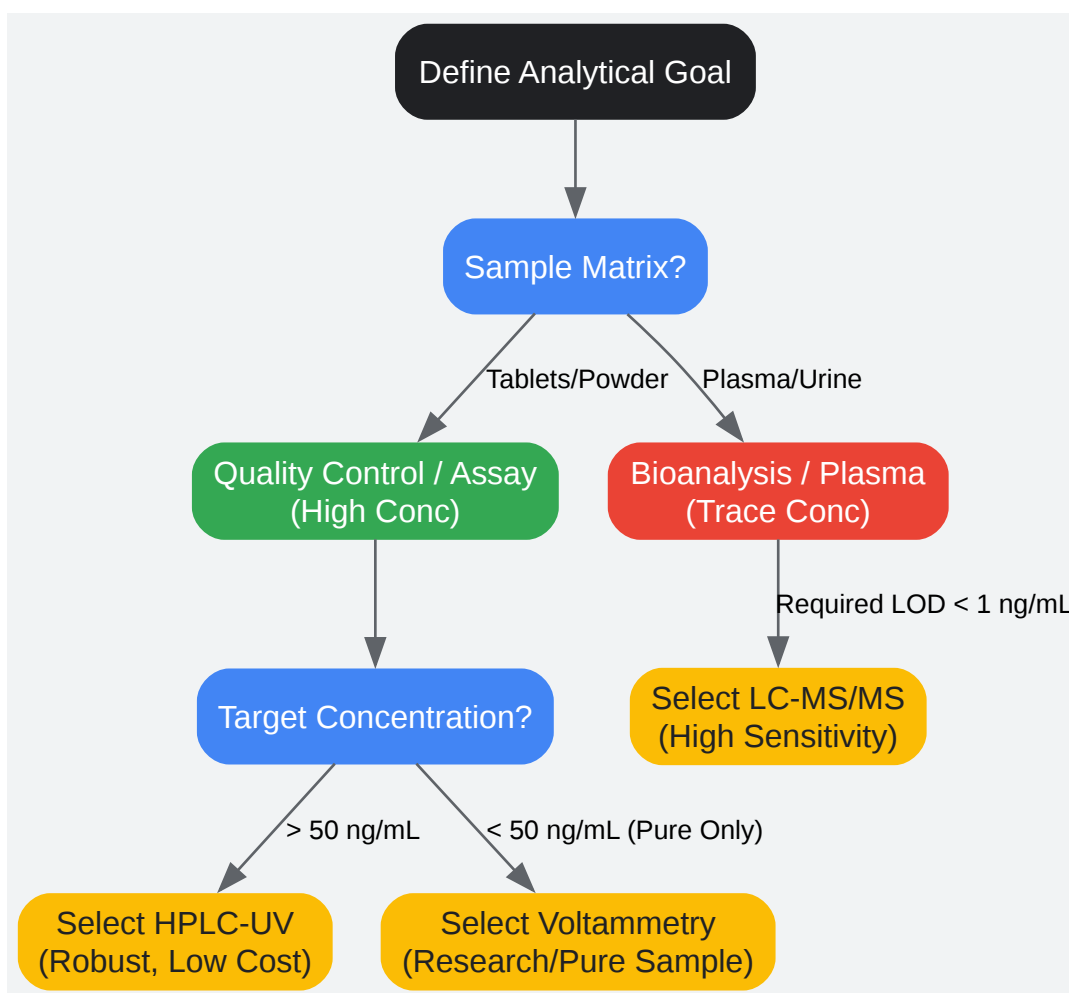 Define Analytical Goal
Sample Matrix?
Tablets/Powder
Plasma/Urine
Quality Control / Assay
(High Conc)
Bioanalysis / Plasma
(Trace Conc)
Required LOD < 1 ng/mL
Target Concentration?
Select LC-MS/MS
(High Sensitivity)
> 50 ng/mL
< 50 ng/mL (Pure Only)
Select HPLC-UV
(Robust, Low Cost)
Select Voltammetry
(Research/Pure Sample)